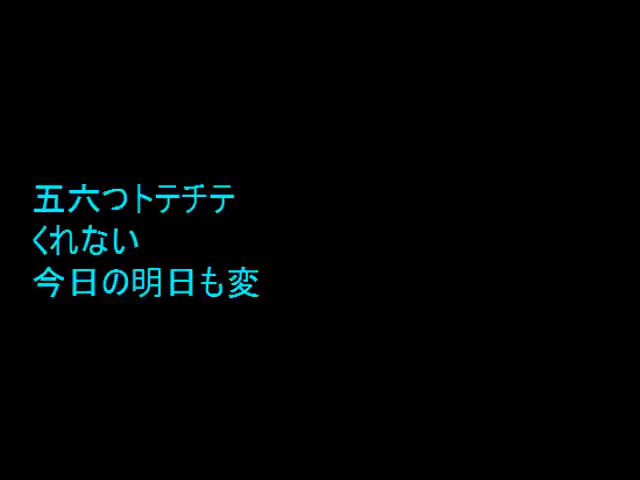 五六つトテチテ
くれない
今日の明日も変